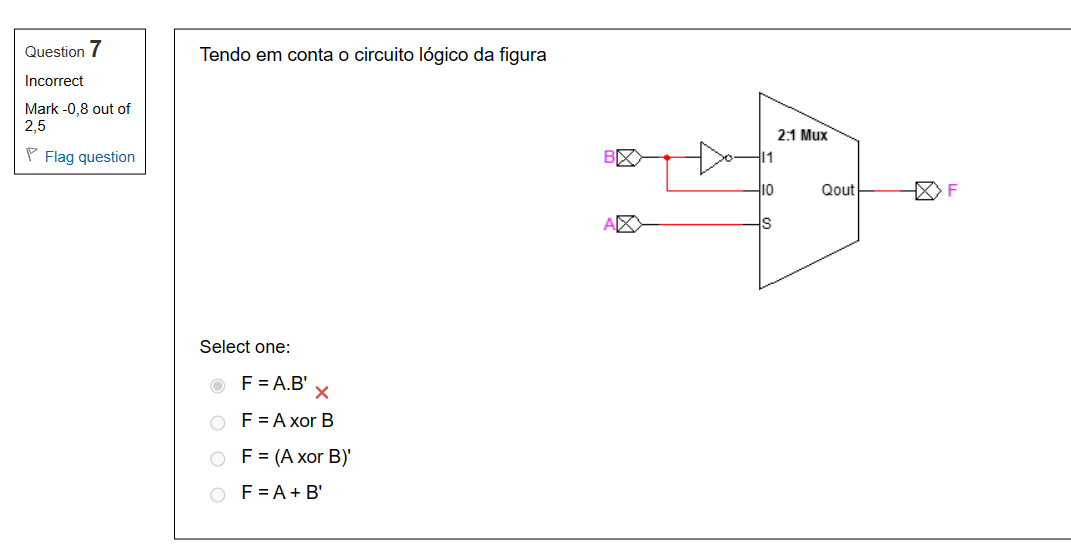 Question 7
Incorrect
Mark -0,8 out of
2,5
Flag question
Tendo em conta o circuito lógico da figura
2:1 Mux
B
I1
I0
Qout
F
A
S
Select one:
F = A.B'
F = A xor B
F = (A xor B)'
F = A + B'